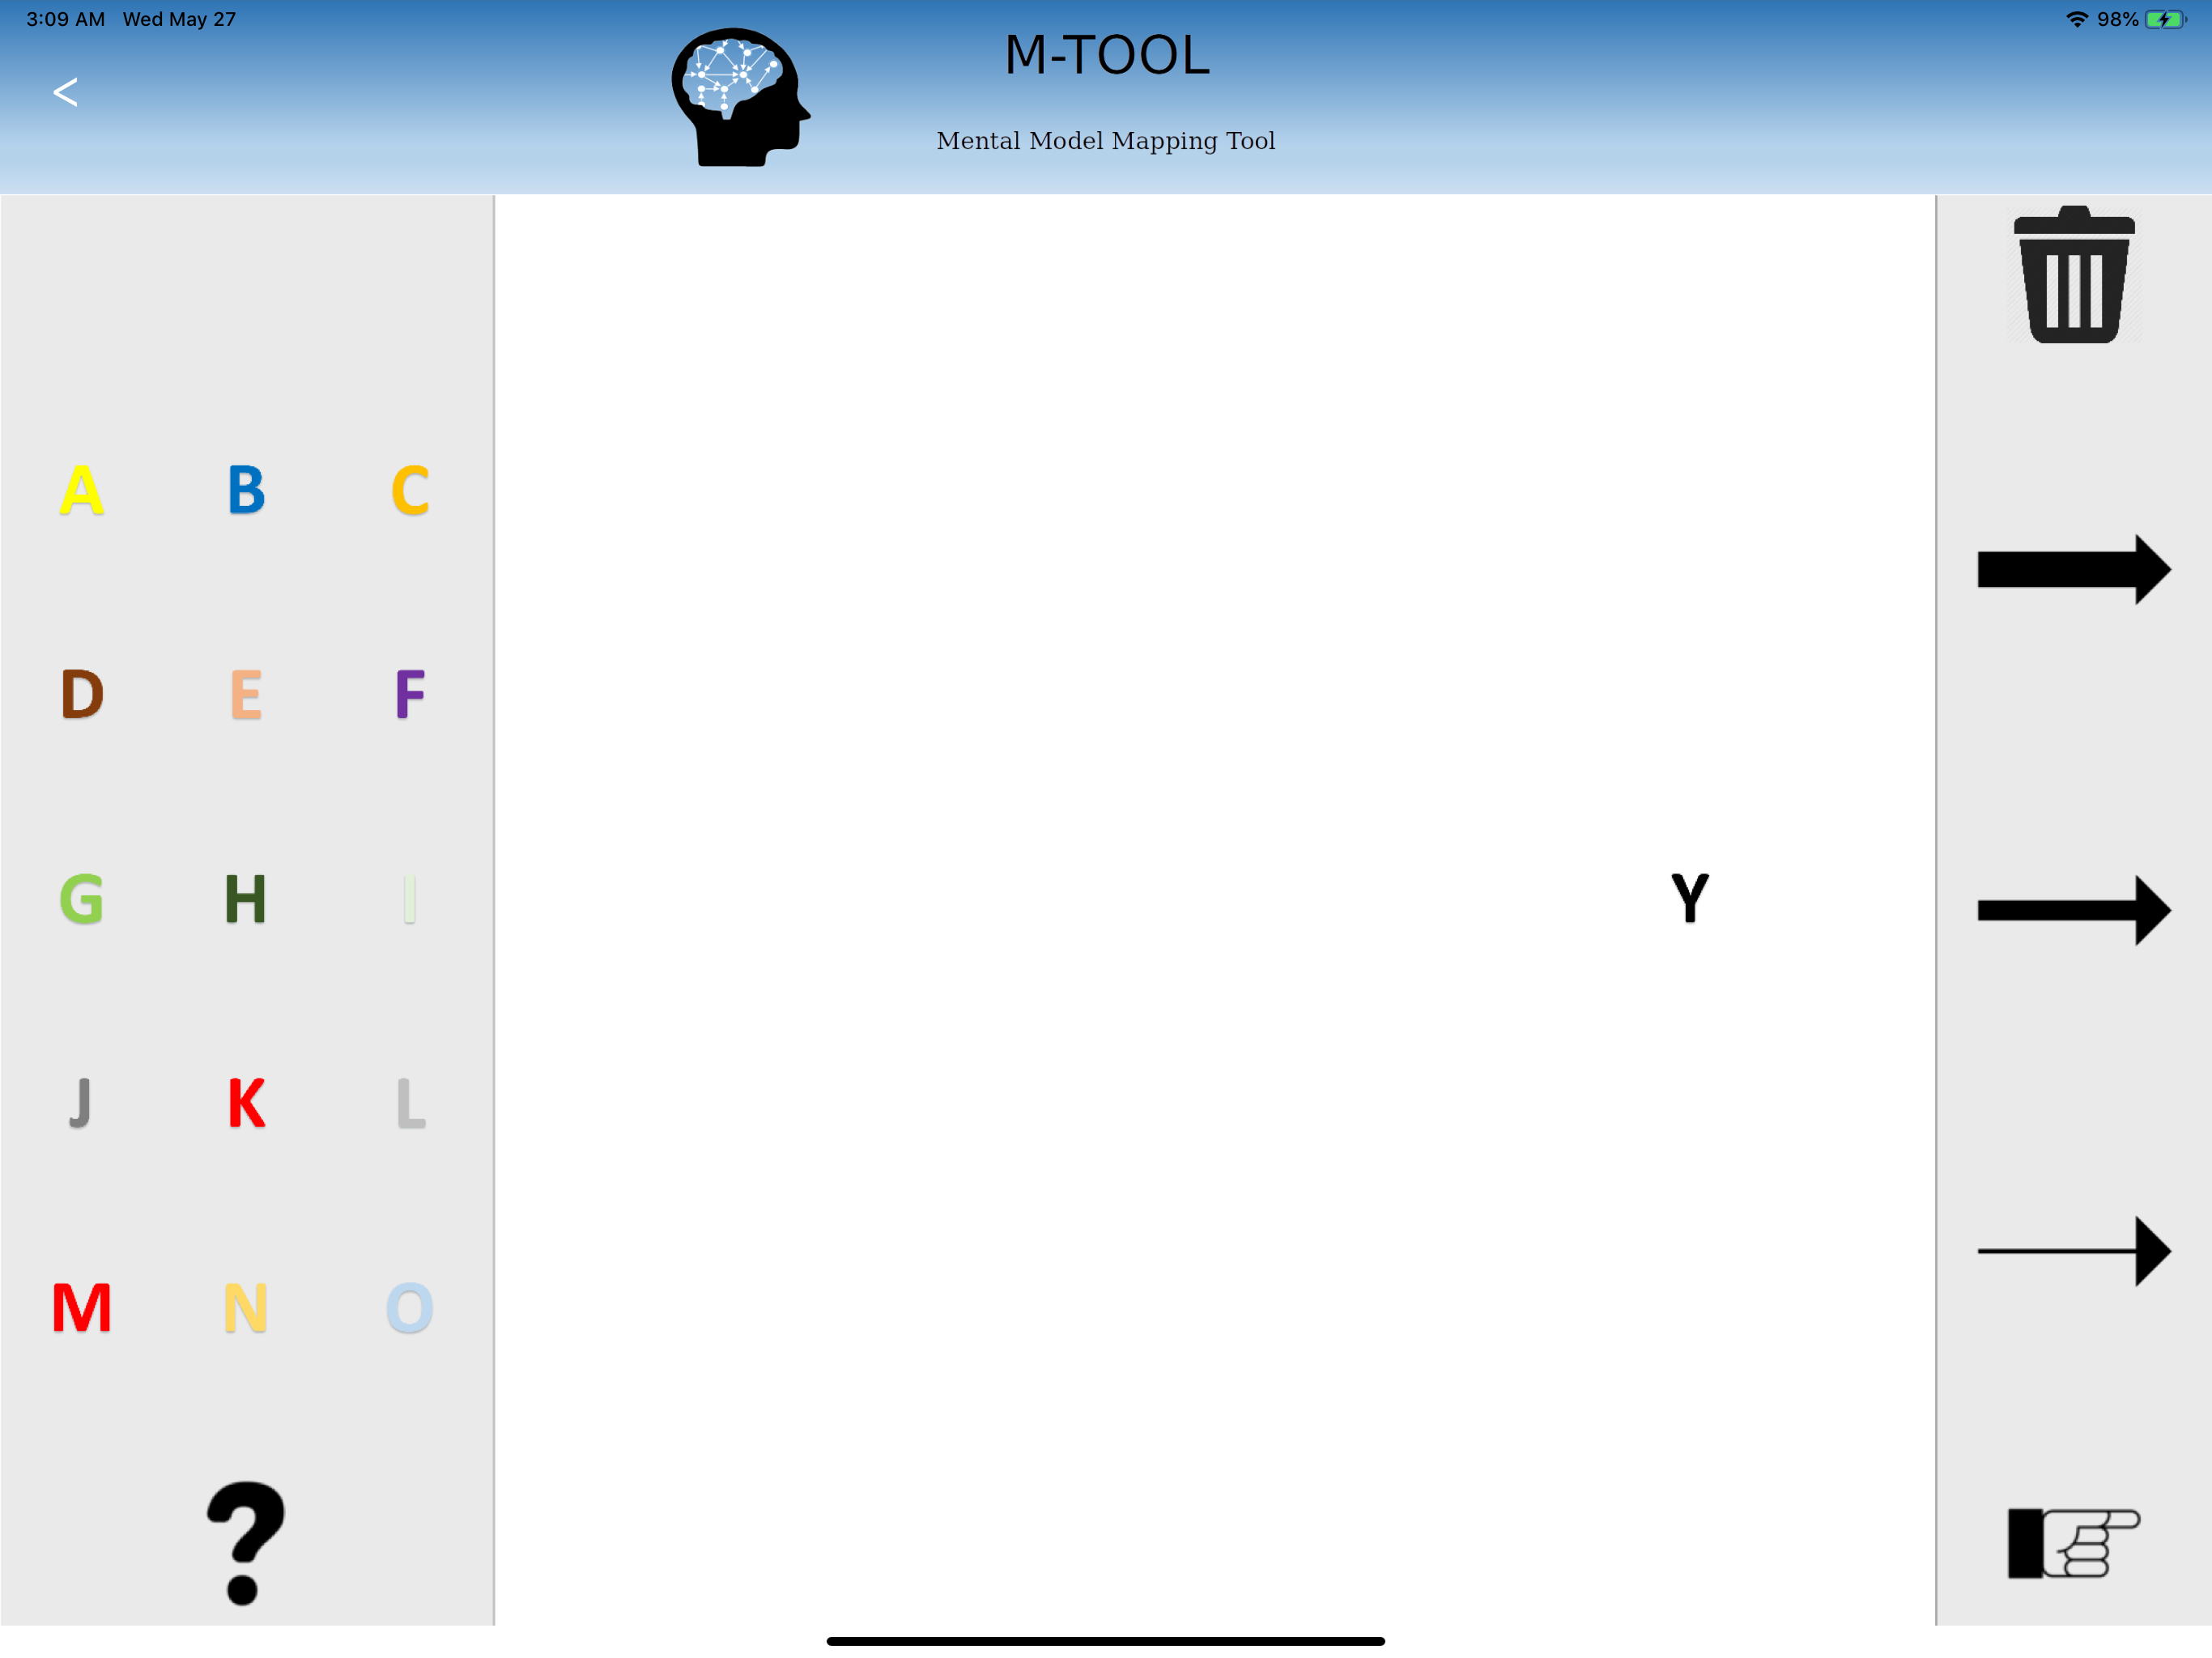 3:09 AM Wed May 27
98%
<
M-TOOL
Mental Model Mapping Tool
A B C
D E F
G H I
Y
J K L
M N O
?